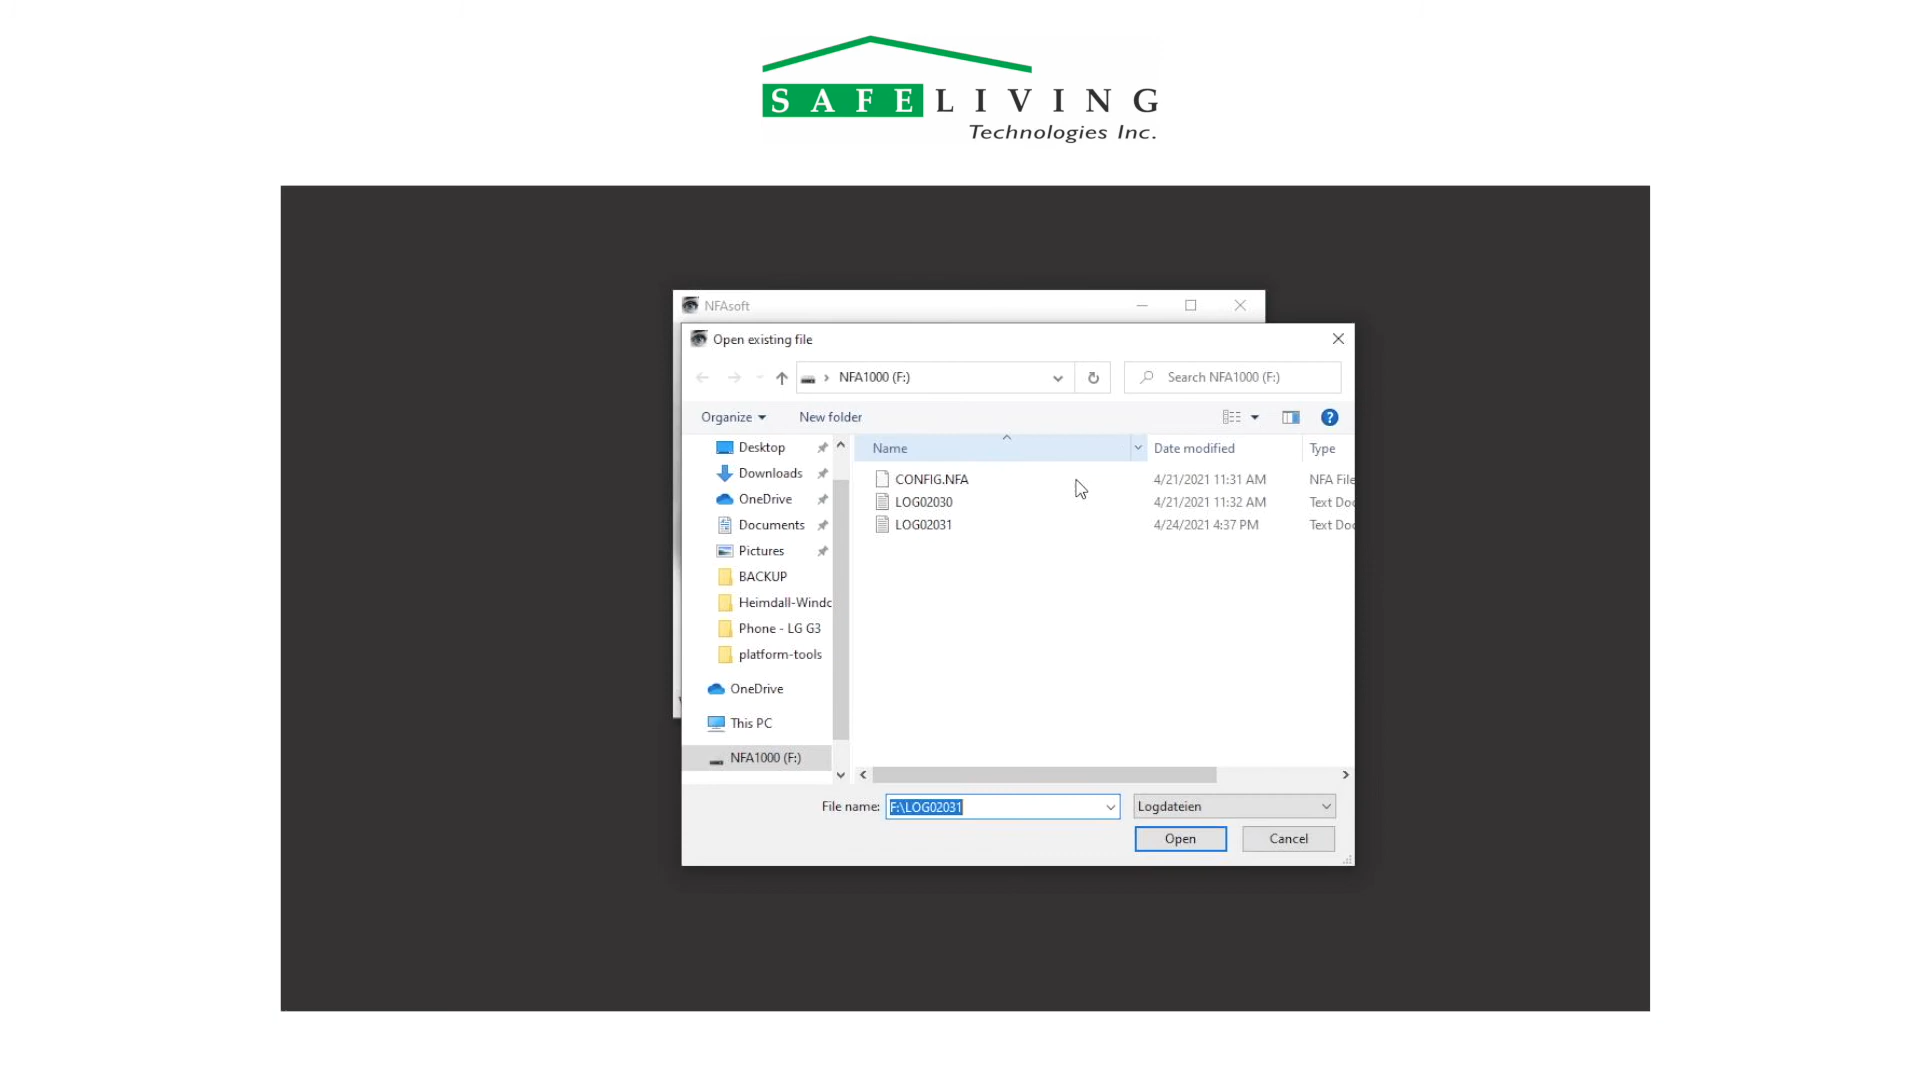 SAFELIVING
Technologies Inc.
NFAsoft
Open existing file
NFA1000 (F:)
Search NFA1000 (F:)
Organize
New folder
Name
Date modified
Type
Desktop
Downloads
OneDrive
Documents
Pictures
BACKUP
Heimdall-Windo
Phone - LG G3
platform-tools
OneDrive
This PC
NFA1000 (F:)
CONFIG.NFA 4/21/2021 11:31 AM NFA File
LOG02030 4/21/2021 11:32 AM Text Doc
LOG02031 4/24/2021 4:37 PM Text Doc
File name: F:\LOG02031
Logdateien
Open
Cancel